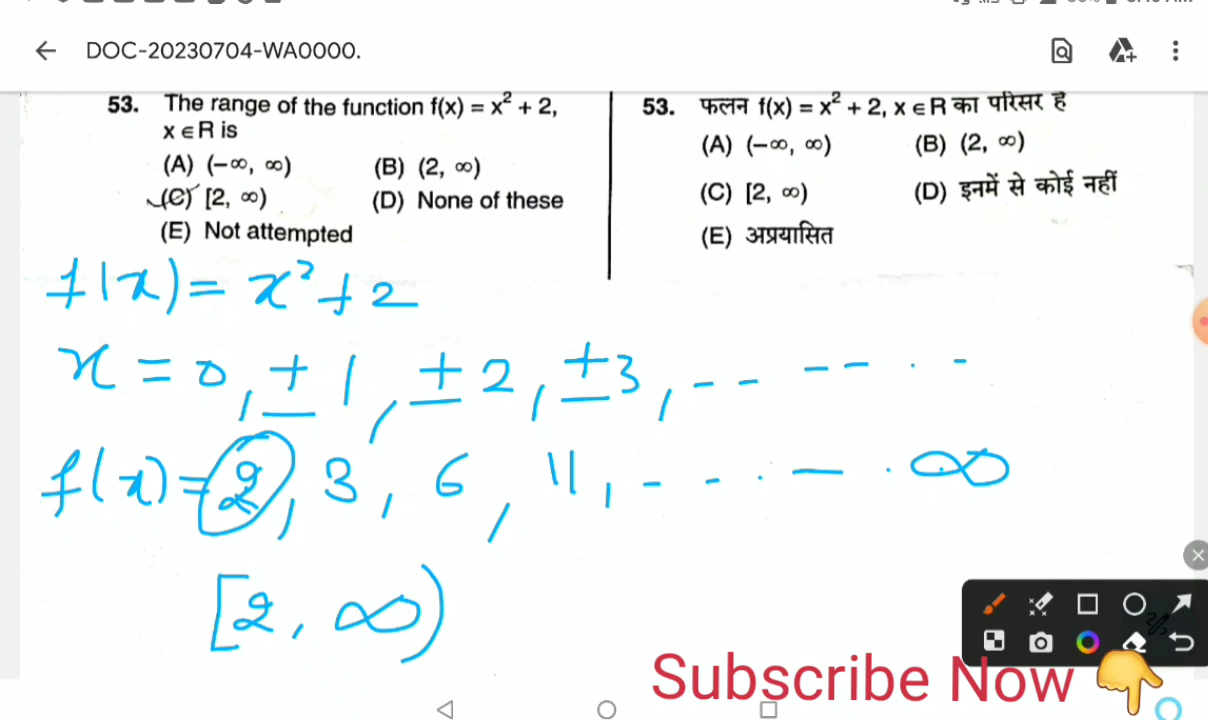 DOC-20230704-WA0000.
53. The range of the function f(x) = x² + 2,
x ∈ R is
(A) (−∞, ∞) (B) (2, ∞)
(C) [2, ∞) (D) None of these
(E) Not attempted
53. फलन f(x) = x² + 2, x ∈ R का परिसर है
(A) (−∞, ∞) (B) (2, ∞)
(C) [2, ∞) (D) इनमें से कोई नहीं
(E) अप्रयासित
f(x) = x² + 2
x = 0, ± 1, ± 2, ± 3, - - - - . -
f(x) = 2, 3, 6, 11, - - . - . ∞
[2, ∞)
Subscribe Now